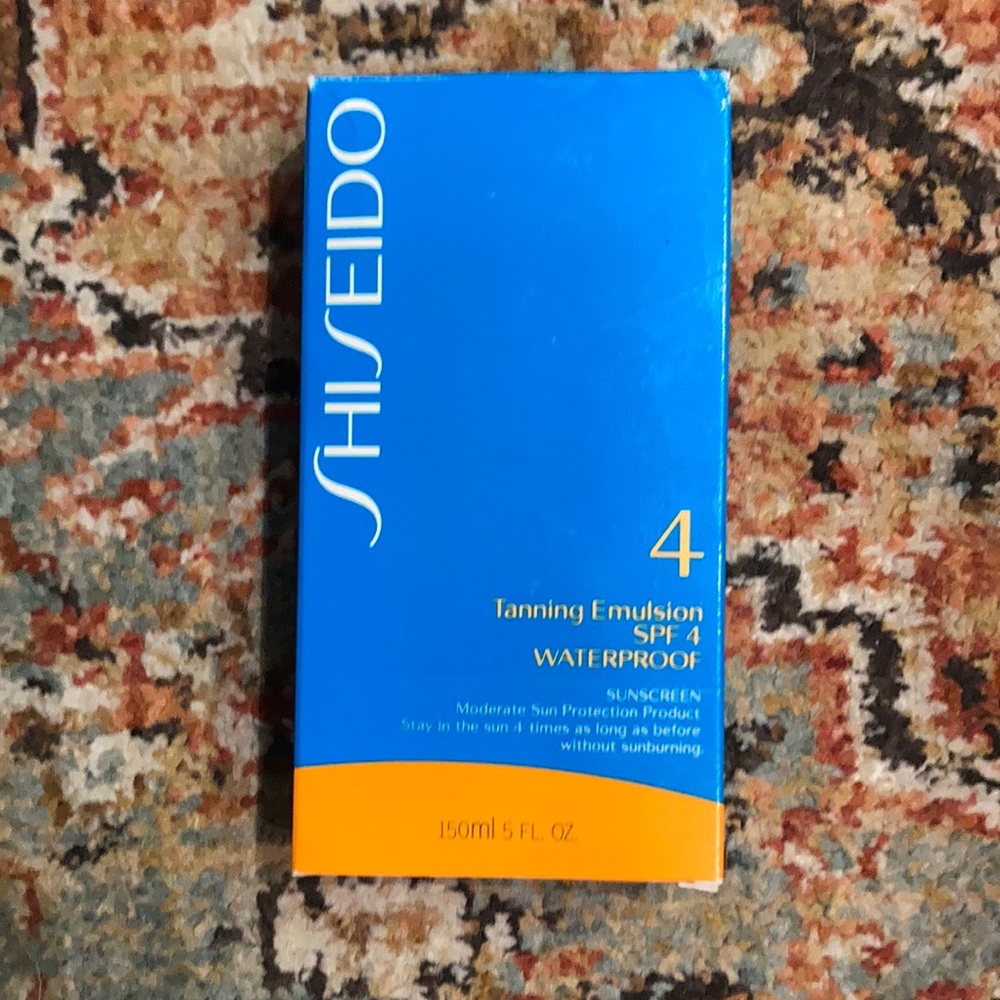 SHISEIDO
4
Tanning Emulsion
SPF 4
WATERPROOF
SUNSCREEN
Moderate Sun Protection Product
Stay in the sun 4 times as long as before
without sunburning.
150ml 5 FL. OZ.